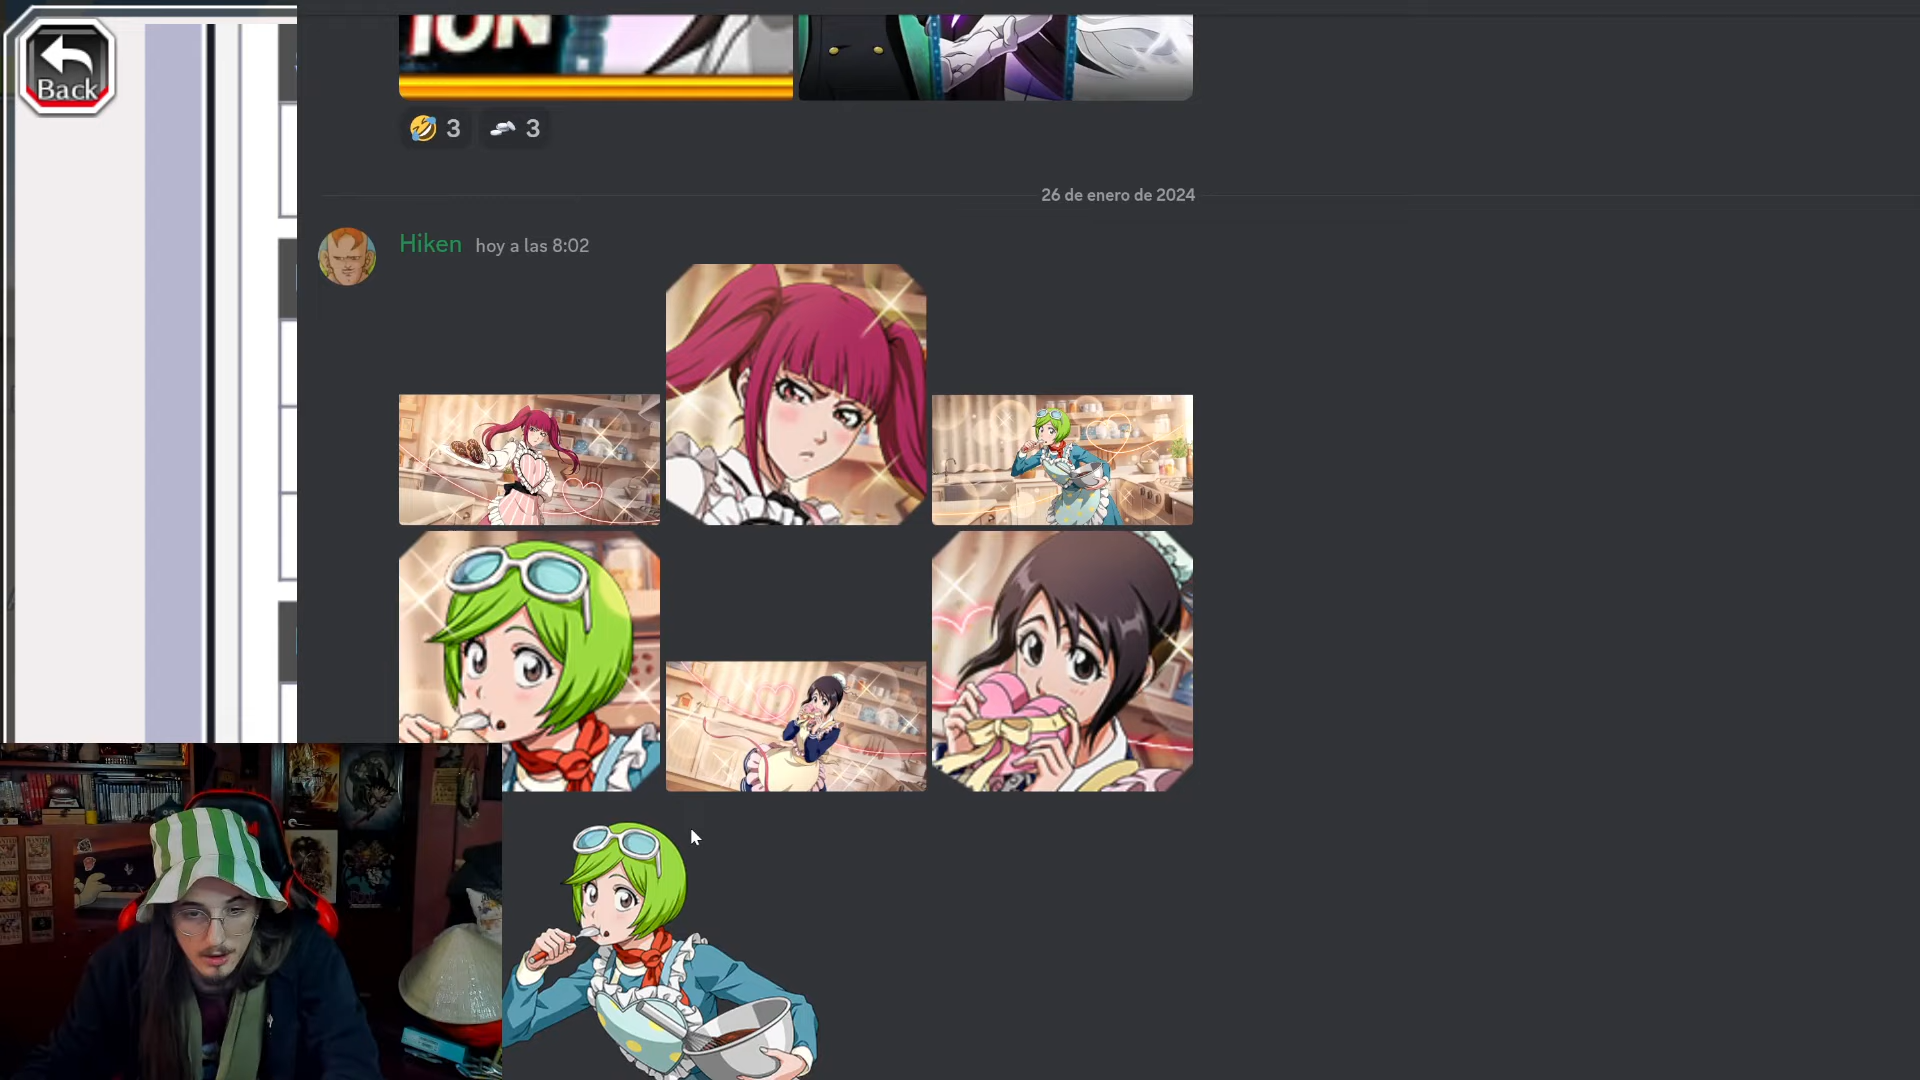 Back
ION
3
3
26 de enero de 2024
Hiken hoy a las 8:02